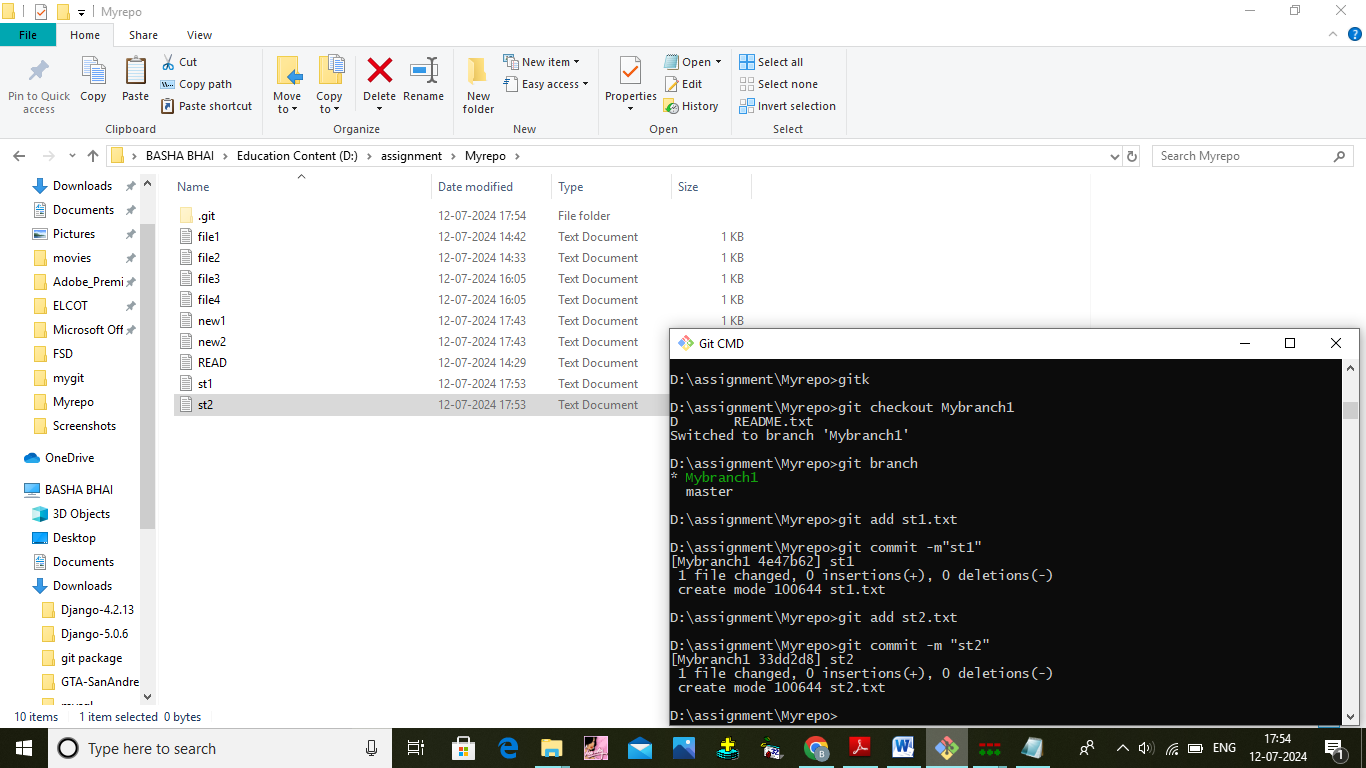 Myrepo
File Home Share View
Pin to Quick access
Copy
Paste
Cut
Copy path
Paste shortcut
Clipboard
Move to
Copy to
Delete
Rename
Organize
New folder
New item
Easy access
New
Properties
Open
Edit
History
Open
Select all
Select none
Invert selection
Select
BASHA BHAI > Education Content (D:) > assignment > Myrepo >
Search Myrepo
Downloads
Documents
Pictures
movies
Adobe_Premi
ELCOT
Microsoft Off
FSD
mygit
Myrepo
Screenshots
OneDrive
BASHA BHAI
3D Objects
Desktop
Documents
Downloads
Django-4.2.13
Django-5.0.6
git package
GTA-SanAndre
Name Date modified Type Size
.git 12-07-2024 17:54 File folder
file1 12-07-2024 14:42 Text Document 1 KB
file2 12-07-2024 14:33 Text Document 1 KB
file3 12-07-2024 16:05 Text Document 1 KB
file4 12-07-2024 16:05 Text Document 1 KB
new1 12-07-2024 17:43 Text Document 1 KB
new2 12-07-2024 17:43 Text Document
READ 12-07-2024 14:29 Text Document
st1 12-07-2024 17:53 Text Document
st2 12-07-2024 17:53 Text Document
Git CMD
D:\assignment\Myrepo>gitk
D:\assignment\Myrepo>git checkout Mybranch1
D       README.txt
Switched to branch 'Mybranch1'
D:\assignment\Myrepo>git branch
* Mybranch1
  master
D:\assignment\Myrepo>git add st1.txt
D:\assignment\Myrepo>git commit -m"st1"
[Mybranch1 4e47b62] st1
 1 file changed, 0 insertions(+), 0 deletions(-)
 create mode 100644 st1.txt
D:\assignment\Myrepo>git add st2.txt
D:\assignment\Myrepo>git commit -m "st2"
[Mybranch1 33dd2d8] st2
 1 file changed, 0 insertions(+), 0 deletions(-)
 create mode 100644 st2.txt
D:\assignment\Myrepo>
10 items 1 item selected 0 bytes
Type here to search
ENG
17:54
12-07-2024
1